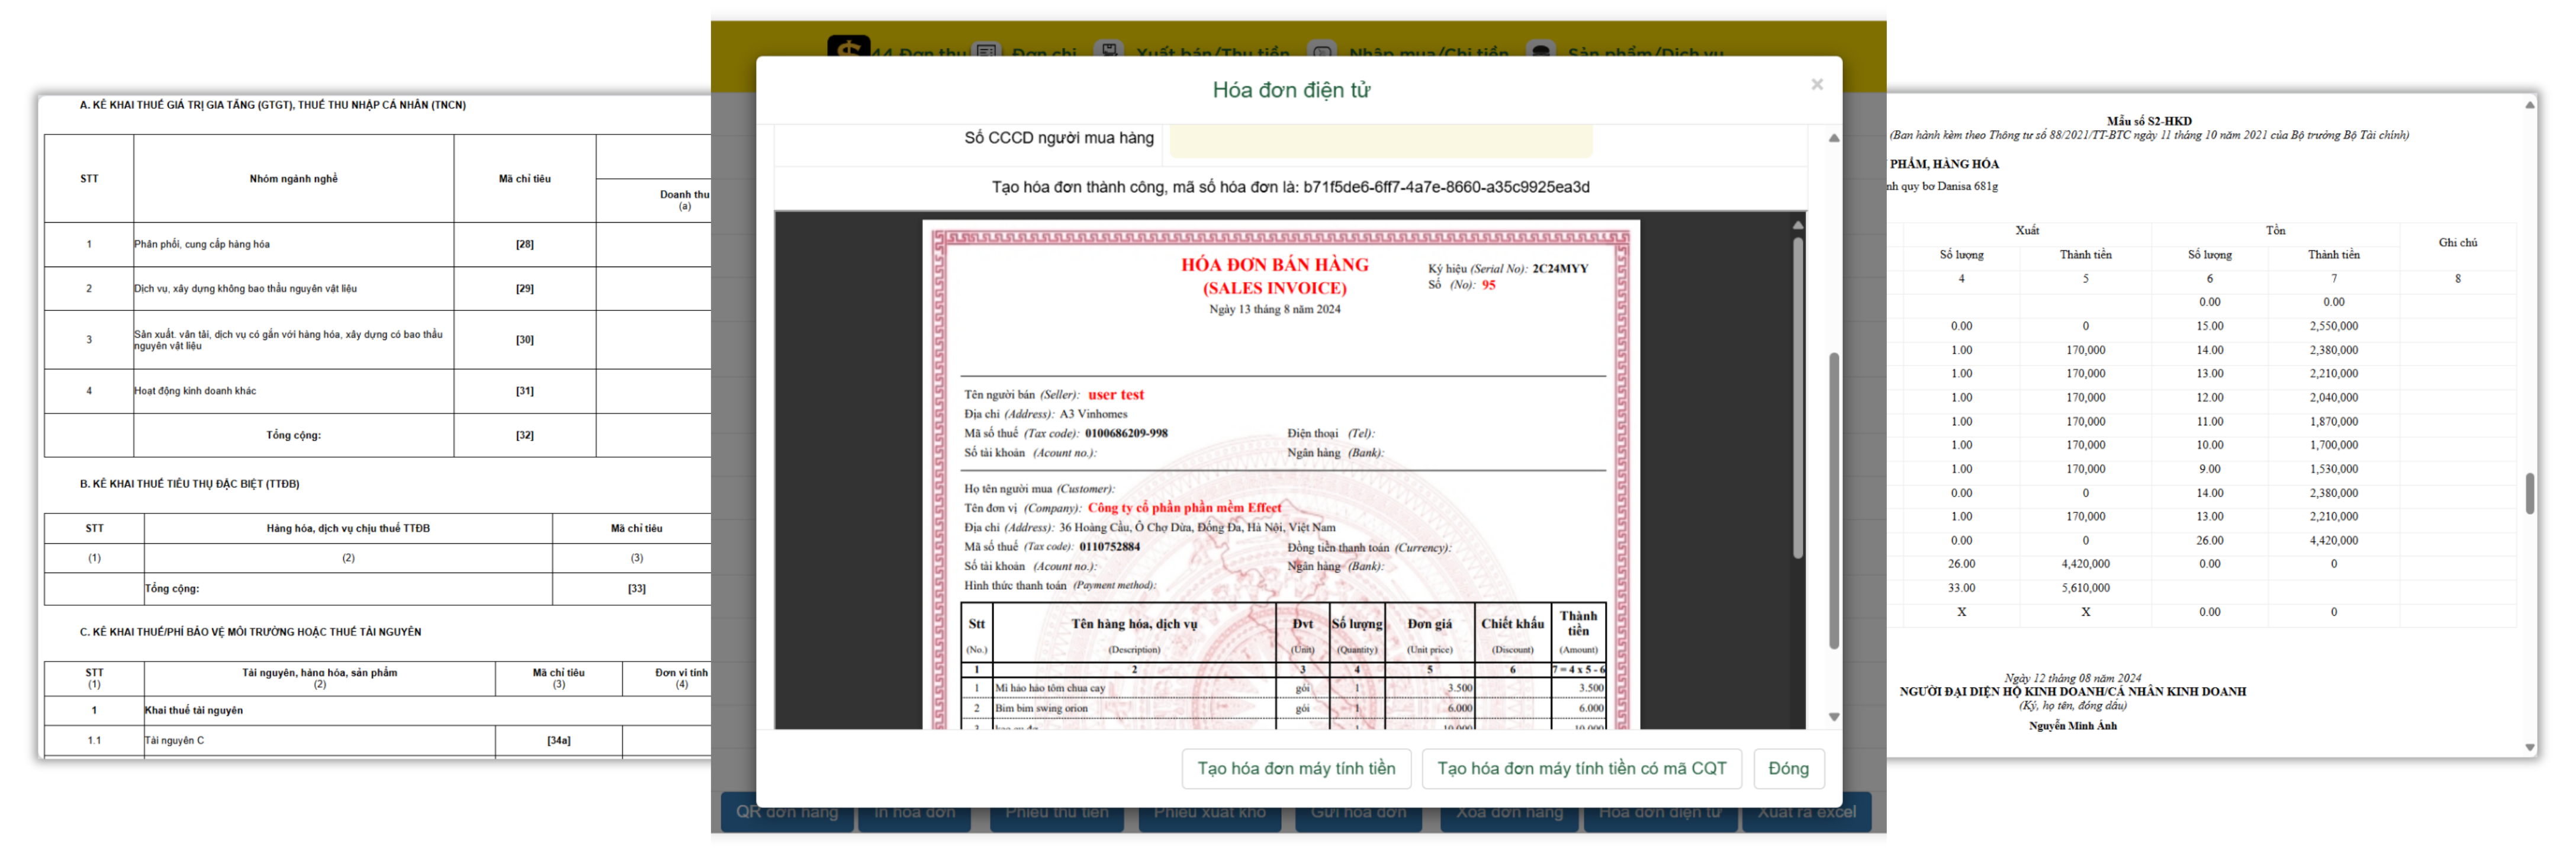 A. KÊ KHAI THUẾ GIÁ TRỊ GIA TĂNG (GTGT), THUẾ THU NHẬP CÁ NHÂN (TNCN)
STT Nhóm ngành nghề Mã chỉ tiêu
Doanh thu
(a)
1 Phân phối, cung cấp hàng hóa [28]
2 Dịch vụ, xây dựng không bao thầu nguyên vật liệu [29]
3 Sản xuất, vận tải, dịch vụ có gắn với hàng hóa, xây dựng có bao thầu
nguyên vật liệu [30]
4 Hoạt động kinh doanh khác [31]
Tổng cộng: [32]
B. KÊ KHAI THUẾ TIÊU THỤ ĐẶC BIỆT (TTĐB)
STT Hàng hóa, dịch vụ chịu thuế TTĐB Mã chỉ tiêu
(1) (2) (3)
Tổng cộng: [33]
C. KÊ KHAI THUẾ/PHÍ BẢO VỆ MÔI TRƯỜNG HOẶC THUẾ TÀI NGUYÊN
STT Tài nguyên, hàng hóa, sản phẩm Mã chỉ tiêu Đơn vị tính
(1) (2) (3) (4)
1 Khai thuế tài nguyên
1.1 Tài nguyên C [34a]
44 Đơn thu Đơn chi Xuất bán/Thu tiền Nhập mua/Chi tiền Sản phẩm/Dịch vụ
Hóa đơn điện tử ×
Số CCCD người mua hàng
Tạo hóa đơn thành công, mã số hóa đơn là: b71f5de6-6ff7-4a7e-8660-a35c9925ea3d
HÓA ĐƠN BÁN HÀNG
(SALES INVOICE)
Ngày 13 tháng 8 năm 2024
Ký hiệu (Serial No): 2C24MYY
Số (No): 95
Tên người bán (Seller): user test
Địa chỉ (Address): A3 Vinhomes
Mã số thuế (Tax code): 0100686209-998 Điện thoại (Tel):
Số tài khoản (Acount no.): Ngân hàng (Bank):
Họ tên người mua (Customer):
Tên đơn vị (Company): Công ty cổ phần phần mềm Effect
Địa chỉ (Address): 36 Hoàng Cầu, Ô Chợ Dừa, Đống Đa, Hà Nội, Việt Nam
Mã số thuế (Tax code): 0110752884 Đồng tiền thanh toán (Currency):
Số tài khoản (Acount no.): Ngân hàng (Bank):
Hình thức thanh toán (Payment method):
Stt Tên hàng hóa, dịch vụ Đvt Số lượng Đơn giá Chiết khấu Thành tiền
(No.) (Description) (Unit) (Quantity) (Unit price) (Discount) (Amount)
1 2 3 4 5 6 7 = 4 x 5 - 6
1 Mì hảo hảo tôm chua cay gói 1 3.500 3.500
2 Bim bim swing orion gói 1 6.000 6.000
3 1 10.000 10.000
Tạo hóa đơn máy tính tiền Tạo hóa đơn máy tính tiền có mã CQT Đóng
QR đơn hàng In hóa đơn Phiếu thu tiền Phiếu xuất kho Gửi hóa đơn Xóa đơn hàng Hóa đơn điện tử Xuất ra excel
Mẫu số S2-HKD
(Ban hành kèm theo Thông tư số 88/2021/TT-BTC ngày 11 tháng 10 năm 2021 của Bộ trưởng Bộ Tài chính)
PHẨM, HÀNG HÓA
nh quy bơ Danisa 681g
Xuất Tồn Ghi chú
Số lượng Thành tiền Số lượng Thành tiền
4 5 6 7 8
0.00 0.00
0.00 0 15.00 2,550,000
1.00 170,000 14.00 2,380,000
1.00 170,000 13.00 2,210,000
1.00 170,000 12.00 2,040,000
1.00 170,000 11.00 1,870,000
1.00 170,000 10.00 1,700,000
1.00 170,000 9.00 1,530,000
0.00 0 14.00 2,380,000
1.00 170,000 13.00 2,210,000
0.00 0 26.00 4,420,000
26.00 4,420,000 0.00 0
33.00 5,610,000
X X 0.00 0
Ngày 12 tháng 08 năm 2024
NGƯỜI ĐẠI DIỆN HỘ KINH DOANH/CÁ NHÂN KINH DOANH
(Ký, họ tên, đóng dấu)
Nguyễn Minh Ánh